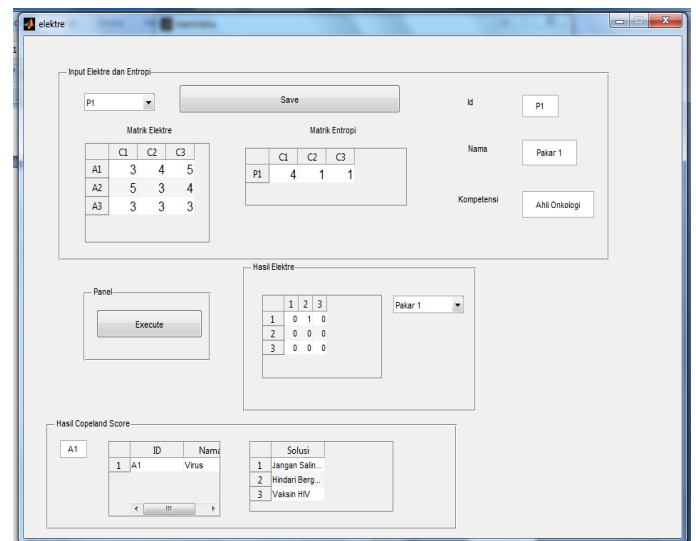 elektre
Input Elektre dan Entropi
P1
Save
Id
P1
Matrik Elektre
Matrik Entropi
Nama
Pakar 1
C1 C2 C3
A1 3 4 5
A2 5 3 4
A3 3 3 3
C1 C2 C3
P1 4 1 1
Kompetensi
Ahli Onkologi
Panel
Execute
Hasil Elektre
1 2 3
1 0 1 0
2 0 0 0
3 0 0 0
Pakar 1
Hasil Copeland Score
A1
ID Nama
1 A1 Virus
Solusi
1 Jangan Salin...
2 Hindari Berg...
3 Vaksin HIV